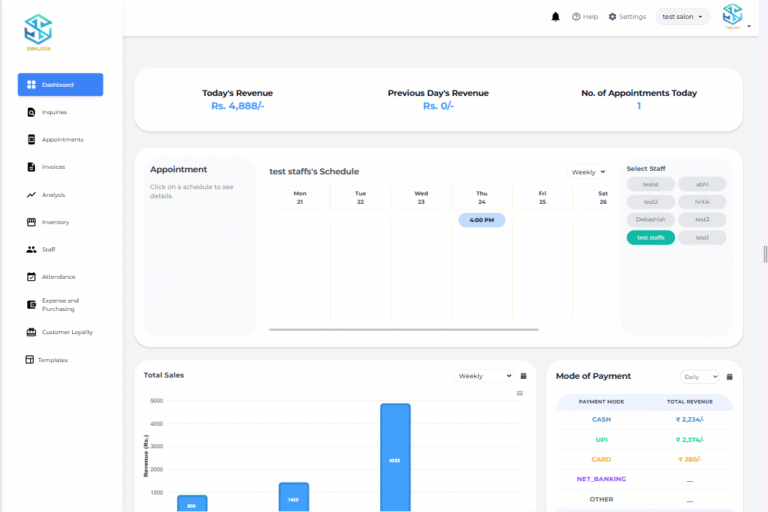 Help
Settings
test salon
Dashboard
Inquiries
Appointments
Invoices
Analysis
Inventory
Staff
Attendance
Expense and
Purchasing
Customer Loyality
Templates
Today's Revenue
Rs. 4,888/-
Previous Day's Revenue
Rs. 0/-
No. of Appointments Today
1
Appointment
Click on a schedule to see
details.
test staffs's Schedule
Weekly
Mon
21
Tue
22
Wed
23
Thu
24
Fri
25
Sat
26
4:00 PM
Select Staff
testst
abhi
test2
hritik
Debashish
test3
test staffs
test1
Total Sales
Weekly
Revenue (Rs.)
5000
4000
3000
2000
1000
Mode of Payment
Daily
PAYMENT MODE
TOTAL REVENUE
CASH
₹ 2,234/-
UPI
₹ 2,374/-
CARD
₹ 280/-
NET_BANKING
__
OTHER
__